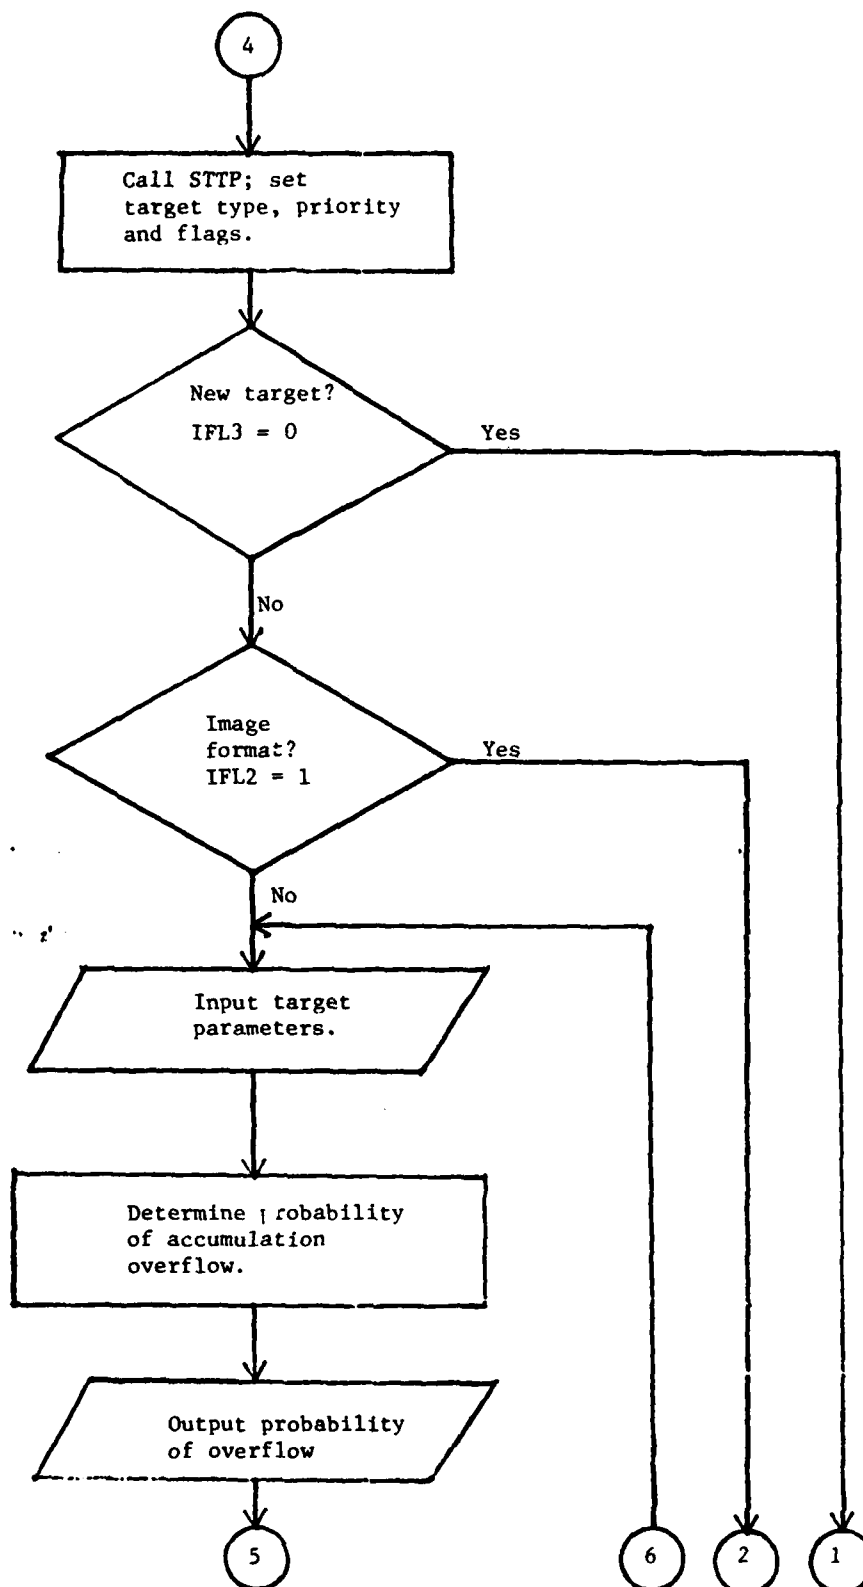 4
Call STTP; set
target type, priority
and flags.
New target?
IFL3 = 0
Yes
No
Image
format?
IFL2 = 1
Yes
No
Input target
parameters.
Determine probability
of accumulation
overflow.
Output probability
of overflow
5
6
2
1